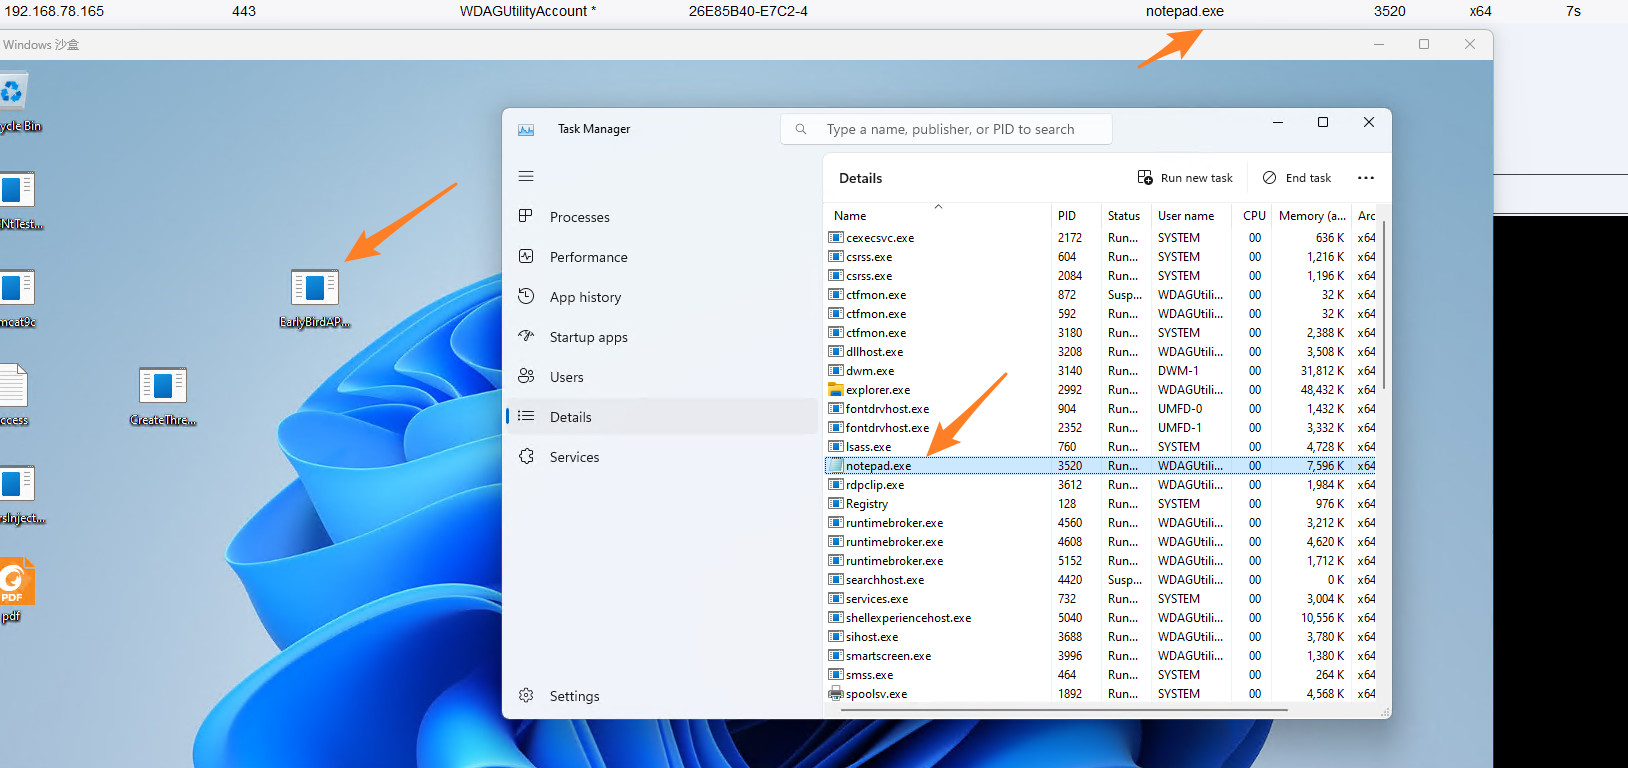 192.168.78.165 443 WDAGUtilityAccount * 26E85B40-E7C2-4 notepad.exe 3520 x64 7s
Windows 沙盒
ycle Bin
NtTest...
mcat9c
ccess
rsInject...
PDF
pdf
EarlyBirdAP...
CreateThre...
Task Manager
Type a name, publisher, or PID to search
Processes
Performance
App history
Startup apps
Users
Details
Services
Settings
Details Run new task End task
Name PID Status User name CPU Memory (a... Arc
cexecsvc.exe 2172 Run... SYSTEM 00 636 K x64
csrss.exe 604 Run... SYSTEM 00 1,216 K x64
csrss.exe 2084 Run... SYSTEM 00 1,196 K x64
ctfmon.exe 872 Susp... WDAGUtili... 00 32 K x64
ctfmon.exe 592 Run... WDAGUtili... 00 32 K x64
ctfmon.exe 3180 Run... SYSTEM 00 2,388 K x64
dllhost.exe 3208 Run... WDAGUtili... 00 3,508 K x64
dwm.exe 3140 Run... DWM-1 00 31,812 K x64
explorer.exe 2992 Run... WDAGUtili... 00 48,432 K x64
fontdrvhost.exe 904 Run... UMFD-0 00 1,432 K x64
fontdrvhost.exe 2352 Run... UMFD-1 00 3,332 K x64
lsass.exe 760 Run... SYSTEM 00 4,728 K x64
notepad.exe 3520 Run... WDAGUtili... 00 7,596 K x64
rdpclip.exe 3612 Run... WDAGUtili... 00 1,984 K x64
Registry 128 Run... SYSTEM 00 976 K x64
runtimebroker.exe 4560 Run... WDAGUtili... 00 3,212 K x64
runtimebroker.exe 4608 Run... WDAGUtili... 00 4,620 K x64
runtimebroker.exe 5152 Run... WDAGUtili... 00 1,712 K x64
searchhost.exe 4420 Susp... WDAGUtili... 00 0 K x64
services.exe 732 Run... SYSTEM 00 3,004 K x64
shellexperiencehost.exe 5040 Run... WDAGUtili... 00 10,556 K x64
sihost.exe 3688 Run... WDAGUtili... 00 3,780 K x64
smartscreen.exe 3996 Run... WDAGUtili... 00 1,380 K x64
smss.exe 464 Run... SYSTEM 00 264 K x64
spoolsv.exe 1892 Run... SYSTEM 00 4,568 K x64